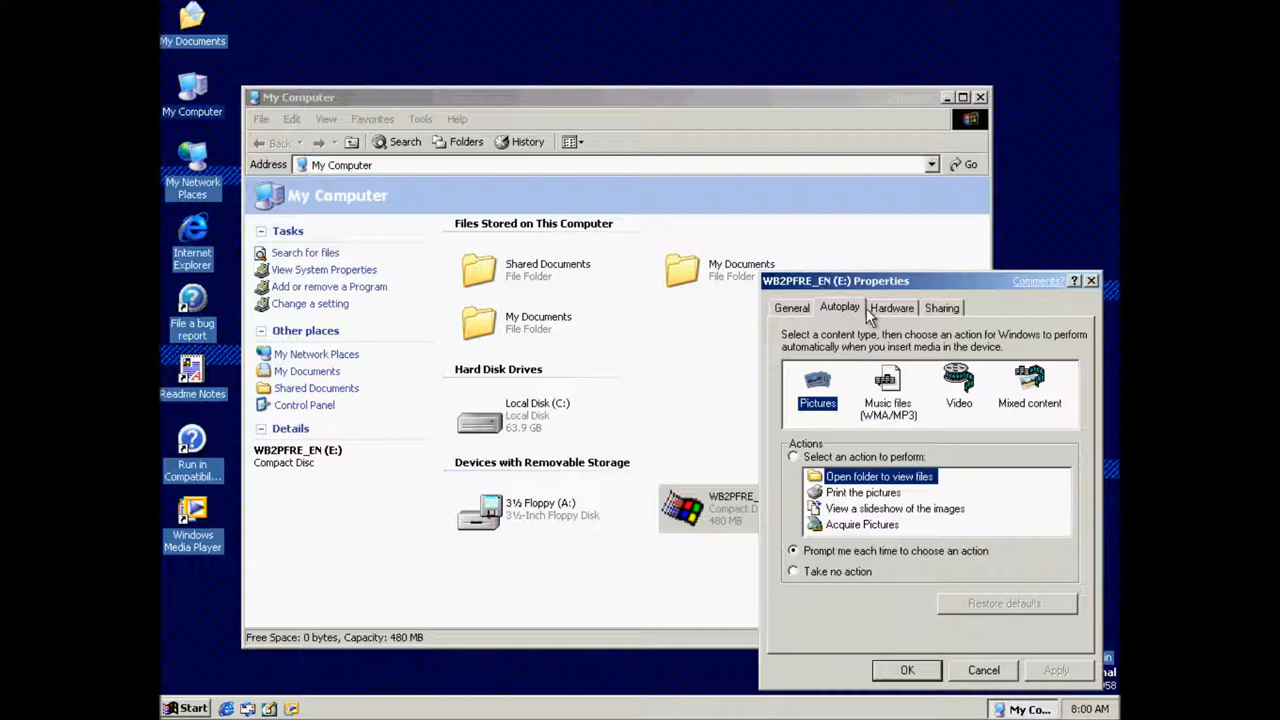 My Documents
My Computer
My Network
Places
Internet
Explorer
File a bug
report
Readme Notes
Run in
Compatibil...
Windows
Media Player
My Computer
File Edit View Favorites Tools Help
Back Search Folders History
Address My Computer Go
My Computer
Tasks
Search for files
View System Properties
Add or remove a Program
Change a setting
Other places
My Network Places
My Documents
Shared Documents
Control Panel
Details
WB2PFRE_EN (E:)
Compact Disc
Files Stored on This Computer
Shared Documents
File Folder
My Documents
File Folder
My Documents
File Folder
Hard Disk Drives
Local Disk (C:)
Local Disk
63.9 GB
Devices with Removable Storage
3½ Floppy (A:)
3½-Inch Floppy Disk
WB2PFRE_
Compact D
480 MB
Free Space: 0 bytes, Capacity: 480 MB
WB2PFRE_EN (E:) Properties Comments? ?
General Autoplay Hardware Sharing
Select a content type, then choose an action for Windows to perform
automatically when you insert media in the device.
Pictures
Music files
(WMA/MP3)
Video
Mixed content
Actions
Select an action to perform:
Open folder to view files
Print the pictures
View a slideshow of the images
Acquire Pictures
Prompt me each time to choose an action
Take no action
Restore defaults
OK Cancel Apply
Start My Co... 8:00 AM